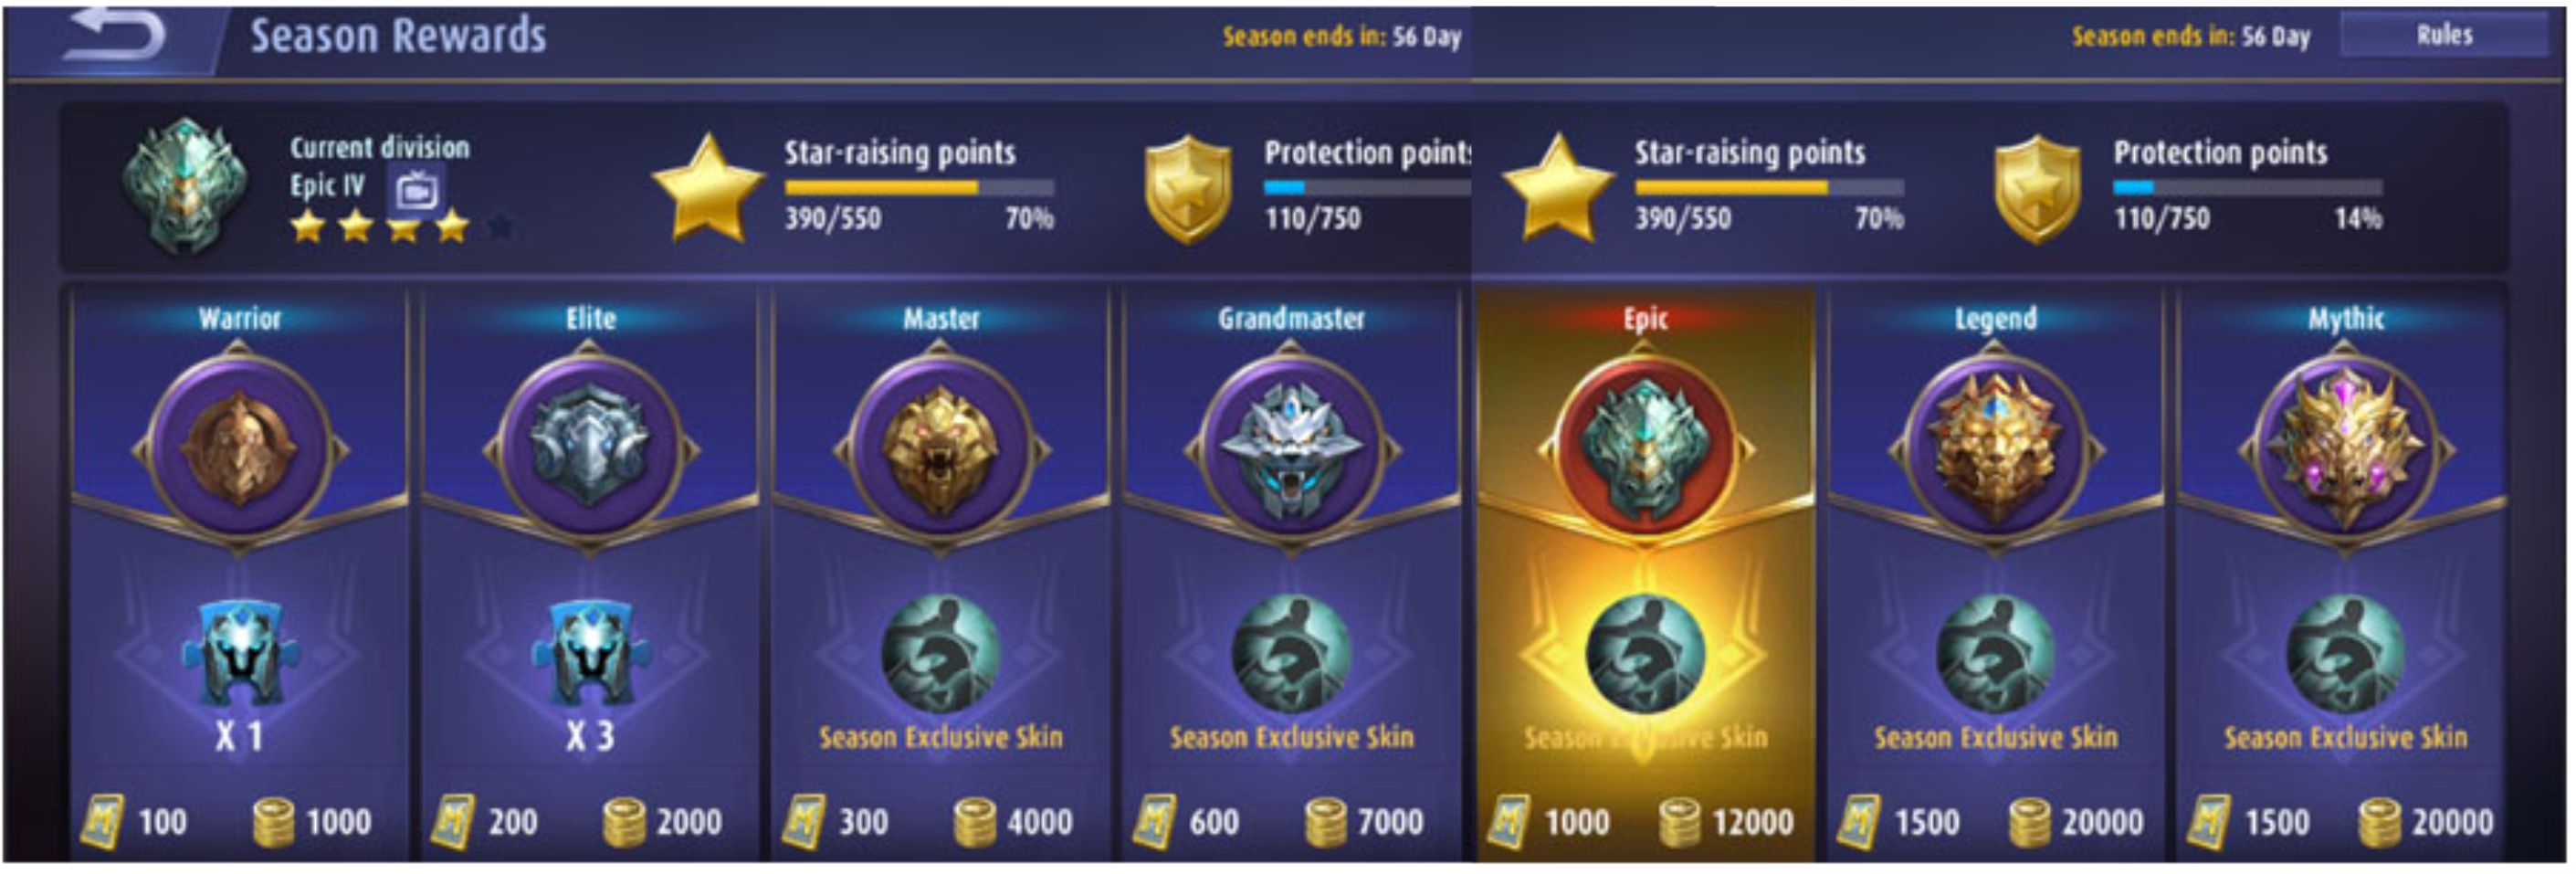 Season Rewards
Season ends in: 56 Day
Season ends in: 56 Day
Rules
Current division
Epic IV
Star-raising points
390/550 70%
Protection points
110/750
Star-raising points
390/550 70%
Protection points
110/750 14%
Warrior
Elite
Master
Grandmaster
Epic
Legend
Mythic
X 1
X 3
Season Exclusive Skin
Season Exclusive Skin
Season Exclusive Skin
Season Exclusive Skin
Season Exclusive Skin
100 1000
200 2000
300 4000
600 7000
1000 12000
1500 20000
1500 20000